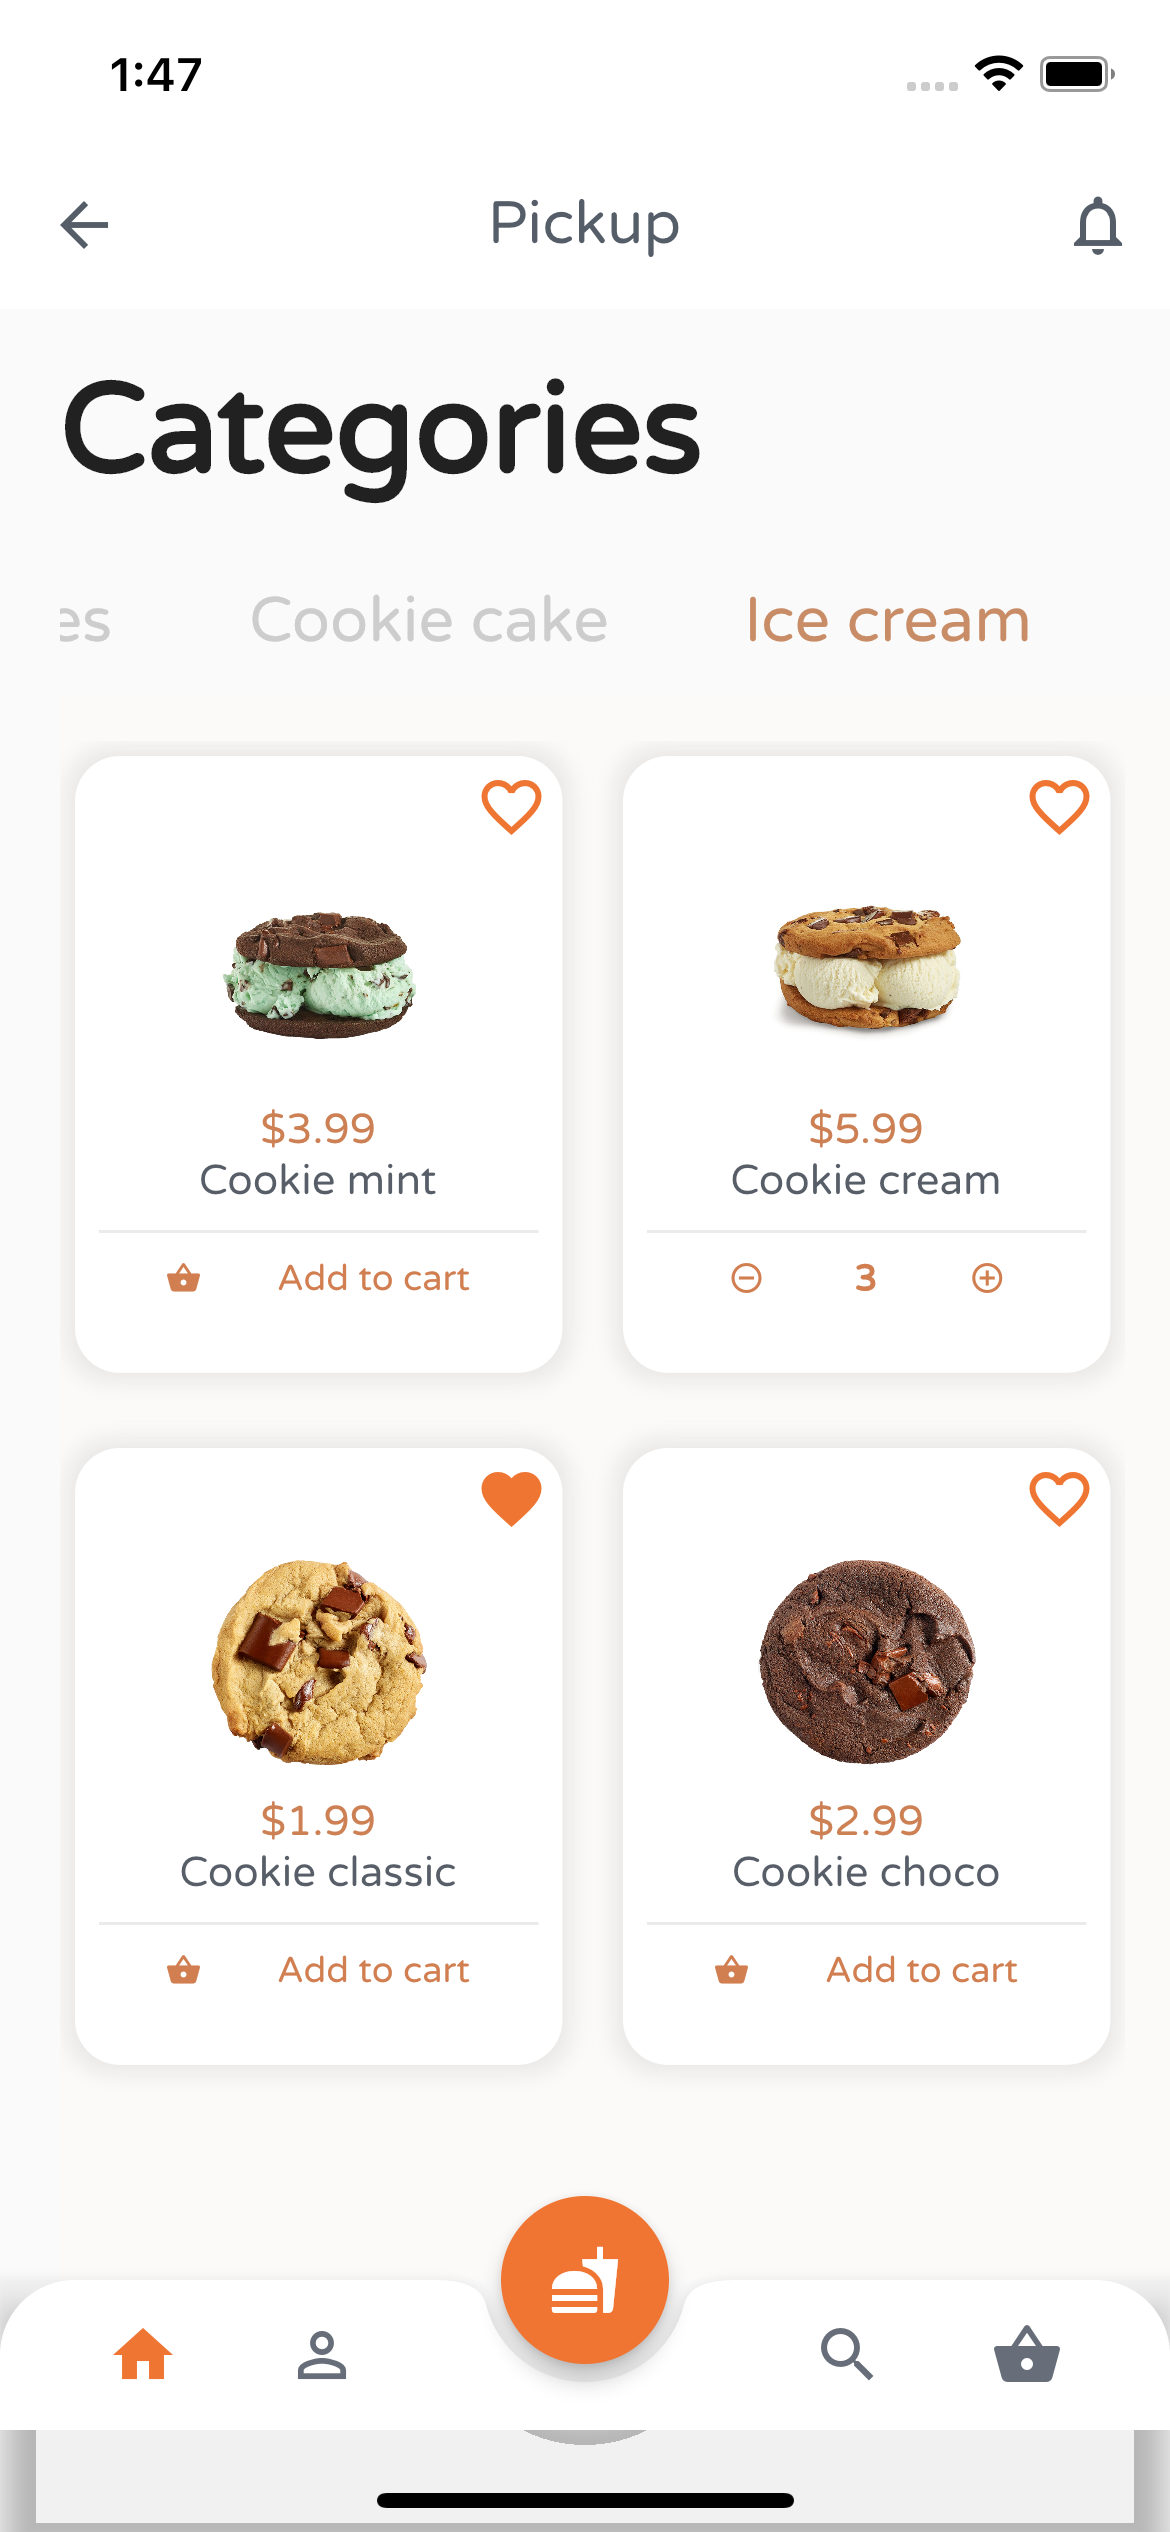 1:47
Pickup
Categories
es Cookie cake Ice cream
$3.99
Cookie mint
Add to cart
$5.99
Cookie cream
3
$1.99
Cookie classic
Add to cart
$2.99
Cookie choco
Add to cart